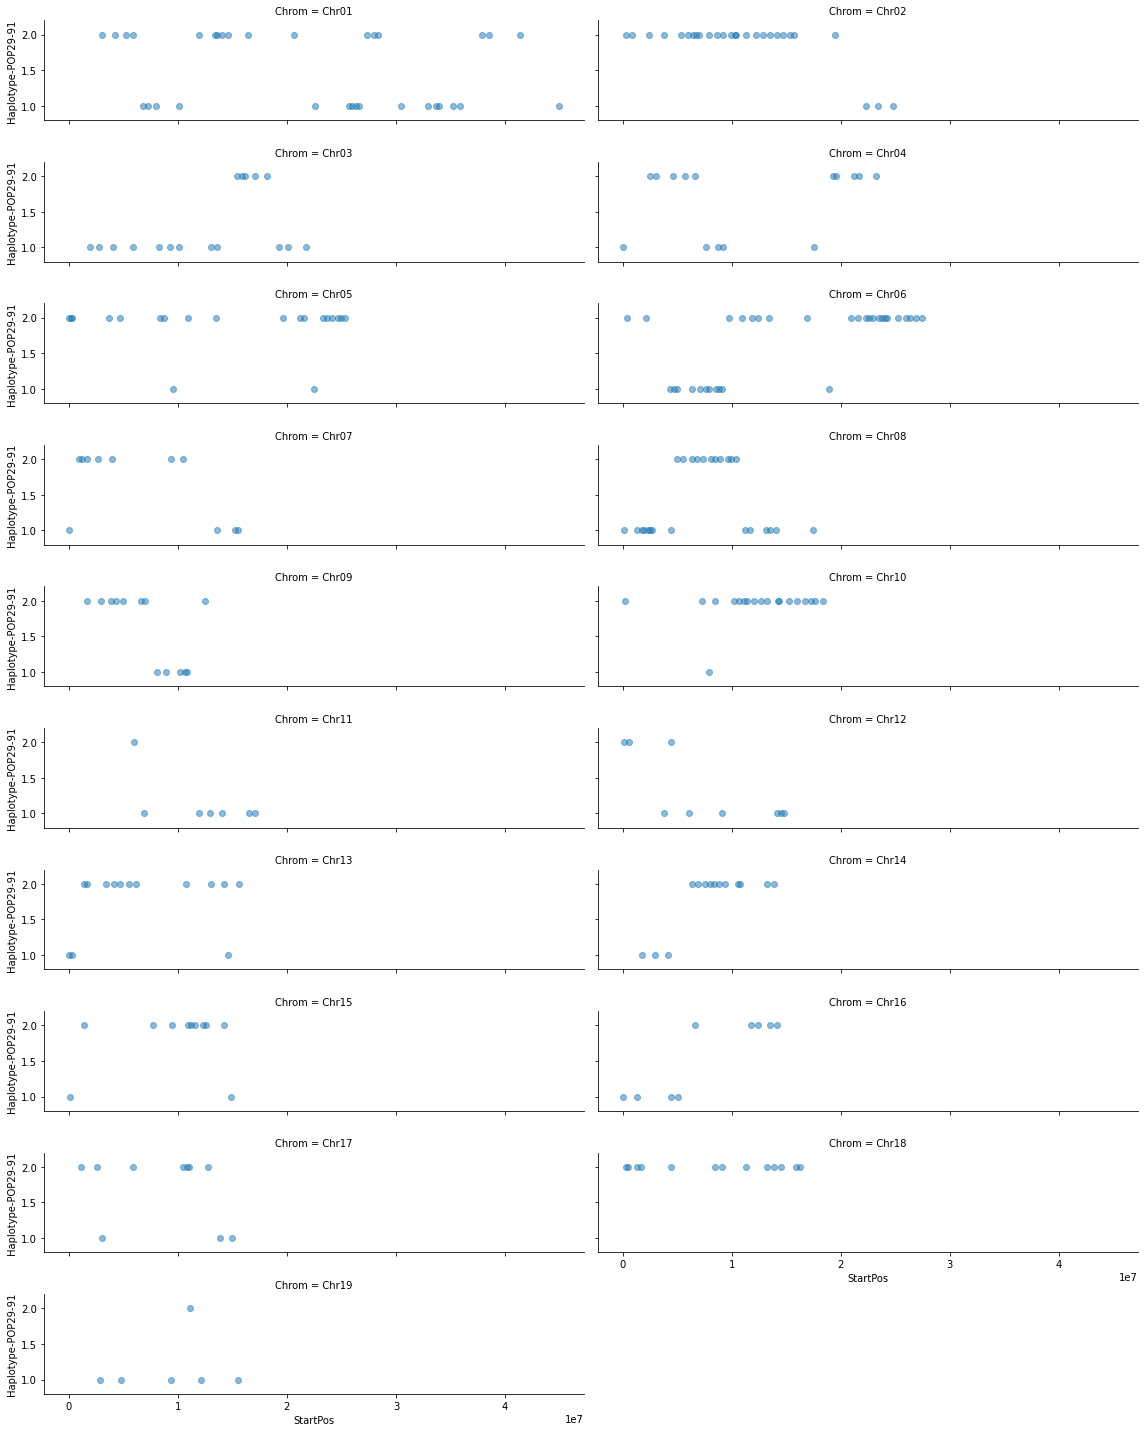 Chrom = Chr01
Chrom = Chr02
Haplotype-POP29-91
2.0
1.5
1.0
Chrom = Chr03
Chrom = Chr04
Haplotype-POP29-91
2.0
1.5
1.0
Chrom = Chr05
Chrom = Chr06
Haplotype-POP29-91
2.0
1.5
1.0
Chrom = Chr07
Chrom = Chr08
Haplotype-POP29-91
2.0
1.5
1.0
Chrom = Chr09
Chrom = Chr10
Haplotype-POP29-91
2.0
1.5
1.0
Chrom = Chr11
Chrom = Chr12
Haplotype-POP29-91
2.0
1.5
1.0
Chrom = Chr13
Chrom = Chr14
Haplotype-POP29-91
2.0
1.5
1.0
Chrom = Chr15
Chrom = Chr16
Haplotype-POP29-91
2.0
1.5
1.0
Chrom = Chr17
Chrom = Chr18
Haplotype-POP29-91
2.0
1.5
1.0
0 1 2 3 4
StartPos
1e7
Chrom = Chr19
Haplotype-POP29-91
2.0
1.5
1.0
0 1 2 3 4
StartPos
1e7